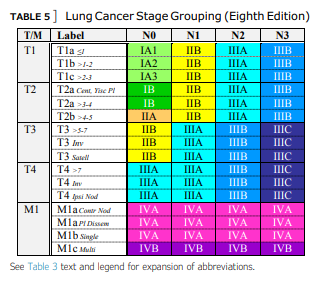 TABLE 5 ] Lung Cancer Stage Grouping (Eighth Edition)
T/M Label N0 N1 N2 N3
T1 T1a ≤1 IA1 IIB IIIA IIIB
T1b >1-2 IA2 IIB IIIA IIIB
T1c >2-3 IA3 IIB IIIA IIIB
T2 T2a Cent, Yisc Pl IB IIB IIIA IIIB
T2a >3-4 IB IIB IIIA IIIB
T2b >4-5 IIA IIB IIIA IIIB
T3 T3 >5-7 IIB IIIA IIIB IIIC
T3 Inv IIB IIIA IIIB IIIC
T3 Satell IIB IIIA IIIB IIIC
T4 T4 >7 IIIA IIIA IIIB IIIC
T4 Inv IIIA IIIA IIIB IIIC
T4 Ipsi Nod IIIA IIIA IIIB IIIC
M1 M1a Contr Nod IVA IVA IVA IVA
M1a Pl Dissem IVA IVA IVA IVA
M1b Single IVA IVA IVA IVA
M1c Multi IVB IVB IVB IVB
See Table 3 text and legend for expansion of abbreviations.